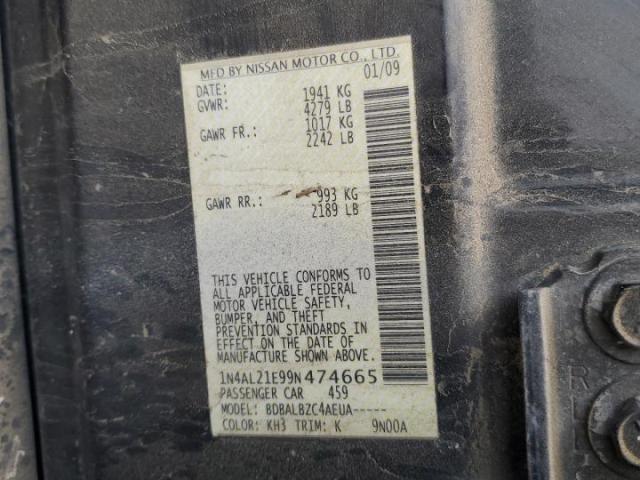 MFD BY NISSAN MOTOR CO., LTD.
DATE: 01/09
GVWR: 1941 KG
4279 LB
GAWR FR.: 1017 KG
2242 LB
GAWR RR.: 993 KG
2189 LB
THIS VEHICLE CONFORMS TO
ALL APPLICABLE FEDERAL
MOTOR VEHICLE SAFETY,
BUMPER, AND THEFT
PREVENTION STANDARDS IN
EFFECT ON THE DATE OF
MANUFACTURE SHOWN ABOVE.
1N4AL21E99N474665
PASSENGER CAR 459
MODEL: BDBALBZC4AEUA-----
COLOR: KH3 TRIM: K 9N00A